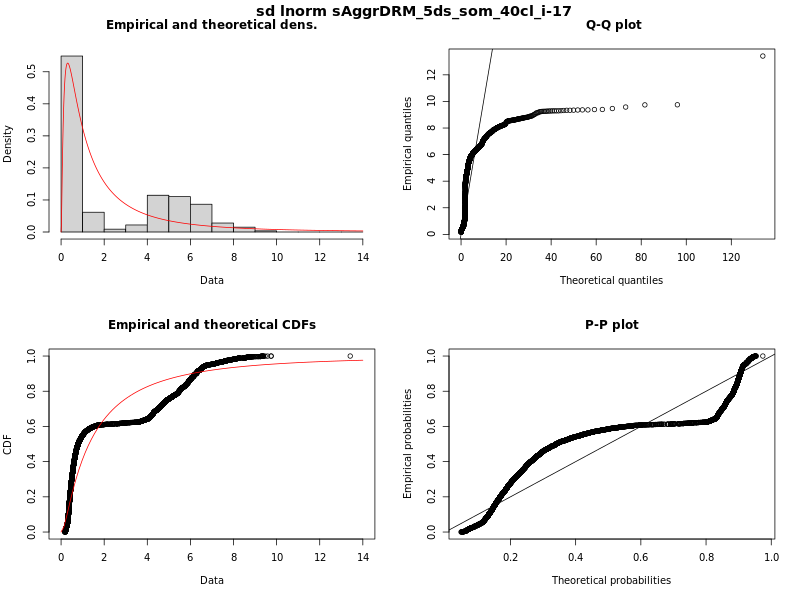 sd lnorm sAggrDRM_5ds_som_40cl_i-17
Empirical and theoretical dens.
Density
0.0 0.1 0.2 0.3 0.4 0.5
0 2 4 6 8 10 12 14
Data
Q-Q plot
Empirical quantiles
0 2 4 6 8 10 12
0 20 40 60 80 100 120
Theoretical quantiles
Empirical and theoretical CDFs
CDF
0.0 0.2 0.4 0.6 0.8 1.0
0 2 4 6 8 10 12 14
Data
P-P plot
Empirical probabilities
0.0 0.2 0.4 0.6 0.8 1.0
0.2 0.4 0.6 0.8 1.0
Theoretical probabilities